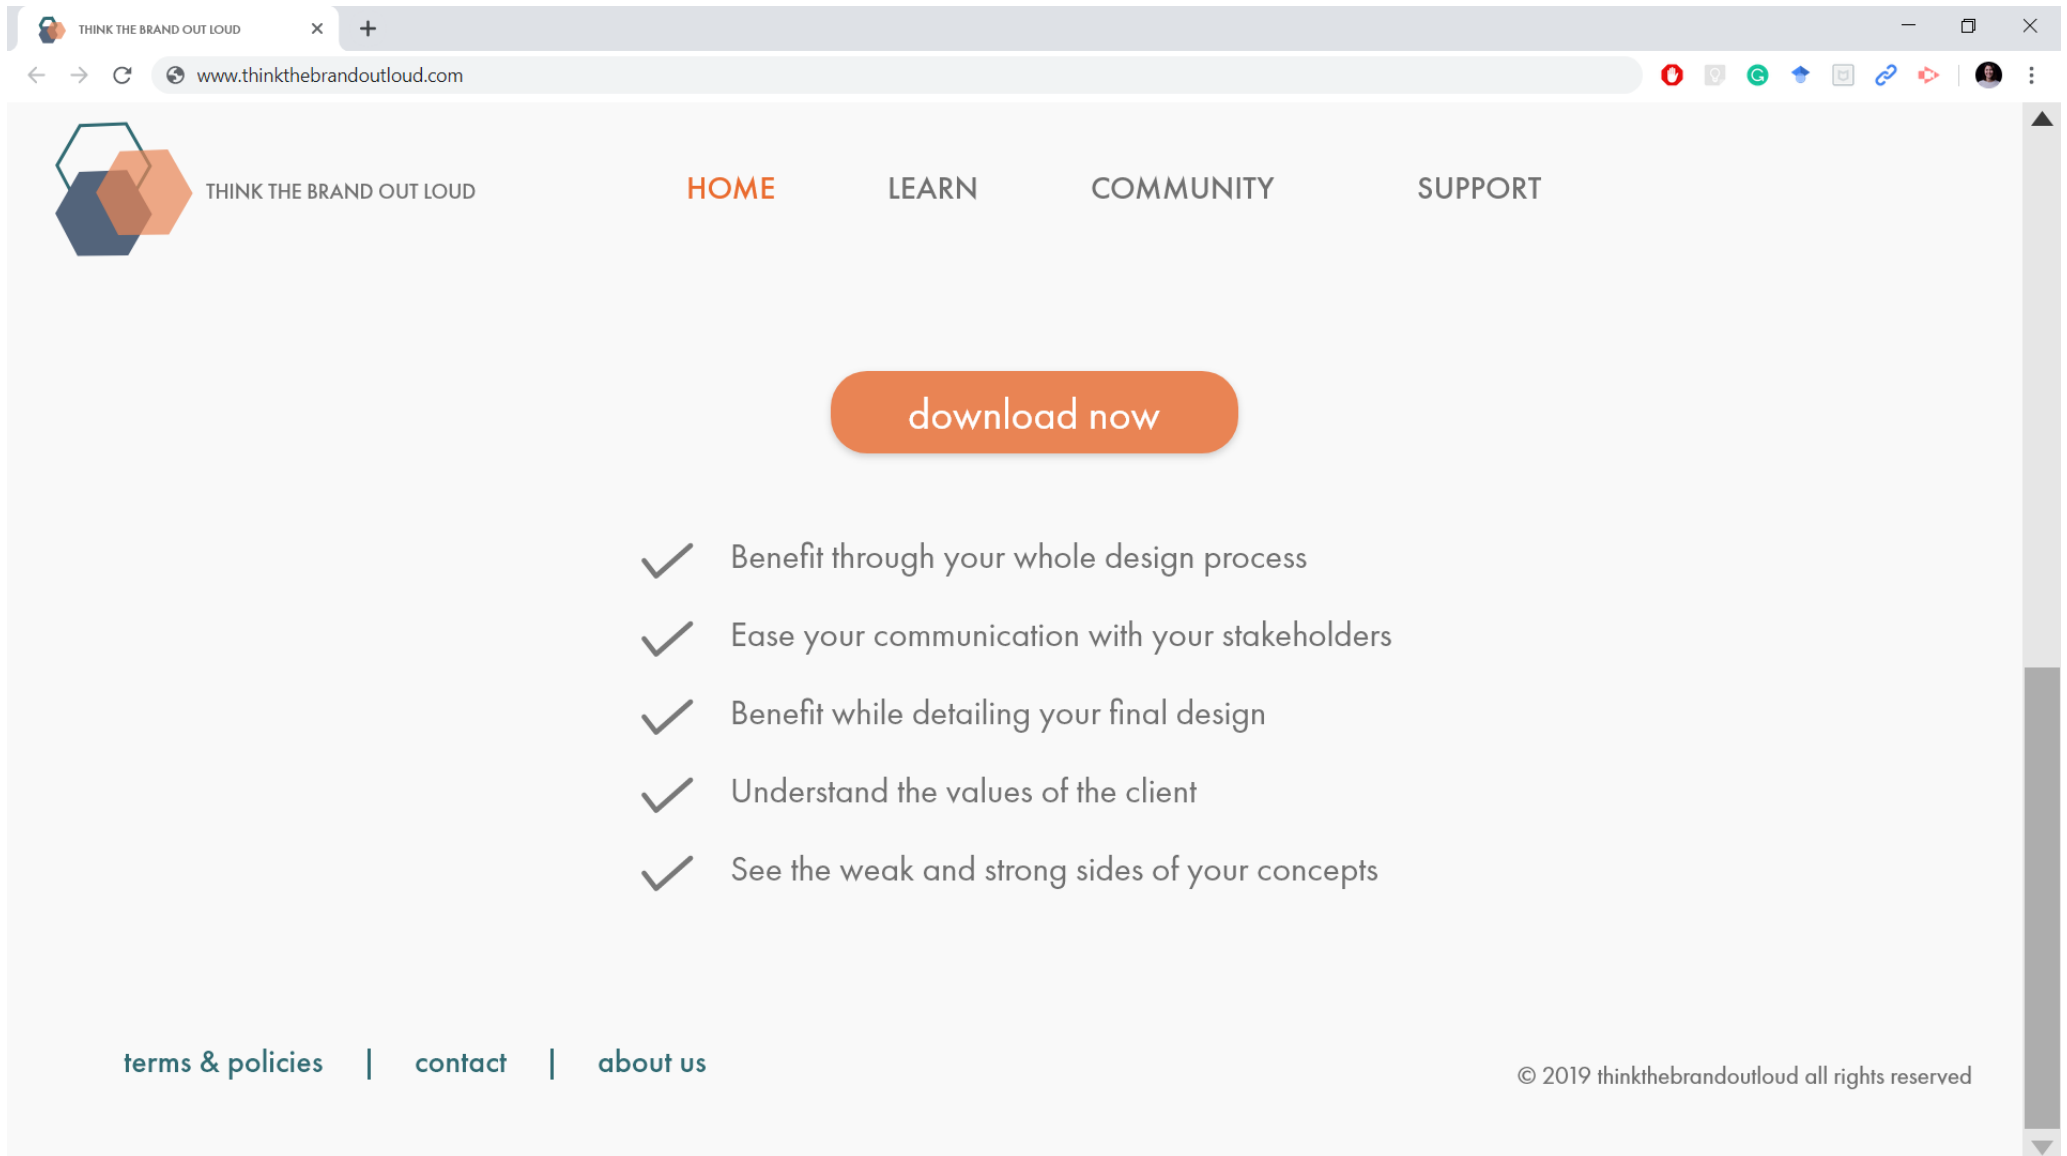 THINK THE BRAND OUT LOUD
www.thinkthebrandoutloud.com
THINK THE BRAND OUT LOUD
HOME
LEARN
COMMUNITY
SUPPORT
download now
Benefit through your whole design process
Ease your communication with your stakeholders
Benefit while detailing your final design
Understand the values of the client
See the weak and strong sides of your concepts
terms & policies | contact | about us
© 2019 thinkthebrandoutloud all rights reserved